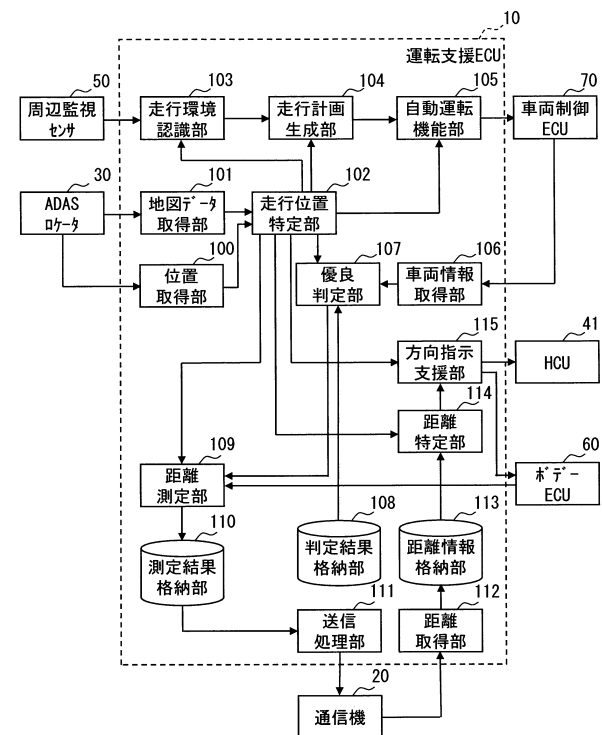 10
運転支援ECU
50
周辺監視
センサ
103
走行環境
認識部
104
走行計画
生成部
105
自動運転
機能部
70
車両制御
ECU
30
ADAS
ロケータ
101
地図データ
取得部
102
走行位置
特定部
100
位置
取得部
107
優良
判定部
106
車両情報
取得部
115
方向指示
支援部
41
HCU
114
距離
特定部
109
距離
測定部
60
ボデー
ECU
110
測定結果
格納部
108
判定結果
格納部
113
距離情報
格納部
111
送信
処理部
112
距離
取得部
20
通信機